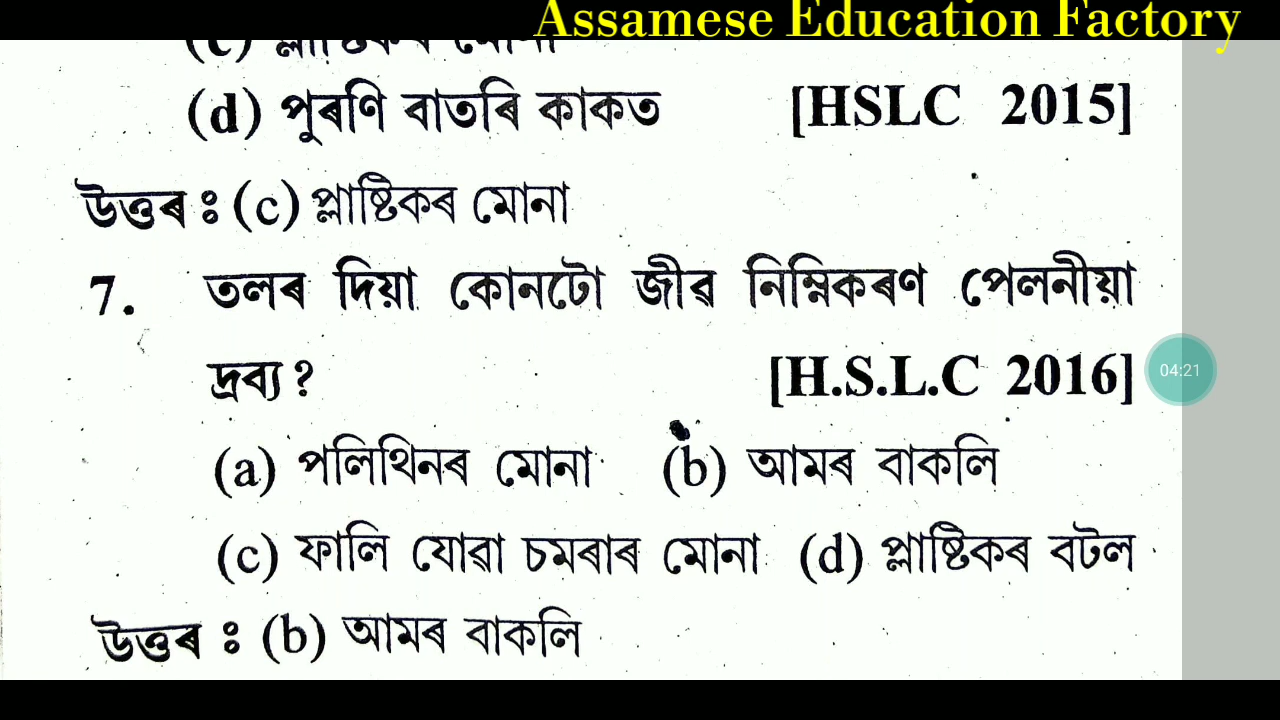 Assamese Education Factory
(c) প্লাষ্টিকৰ মোনা
(d) পুৰণি বাতৰি কাকত [HSLC 2015]
উত্তৰ ঃ (c) প্লাষ্টিকৰ মোনা
7. তলৰ দিয়া কোনটো জীৱ নিম্নিকৰণ পেলনীয়া
দ্ৰব্য ? [H.S.L.C 2016]
04:21
(a) পলিথিনৰ মোনা (b) আমৰ বাকলি
(c) ফালি যোৱা চমৰাৰ মোনা (d) প্লাষ্টিকৰ বটল
উত্তৰ ঃ (b) আমৰ বাকলি